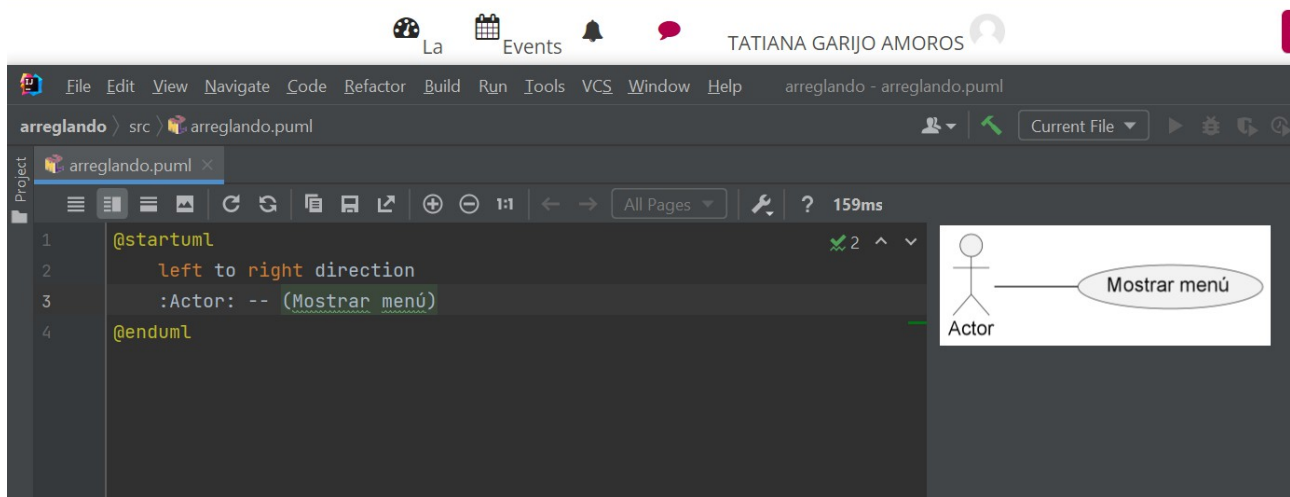 La Events TATIANA GARIJO AMOROS
File Edit View Navigate Code Refactor Build Run Tools VCS Window Help arreglando - arreglando.puml
arreglando src arreglando.puml Current File
Project
arreglando.puml
1:1 All Pages ? 159ms
1 @startuml 2
2 left to right direction
3 :Actor: -- (Mostrar menú)
4 @enduml
Mostrar menú
Actor